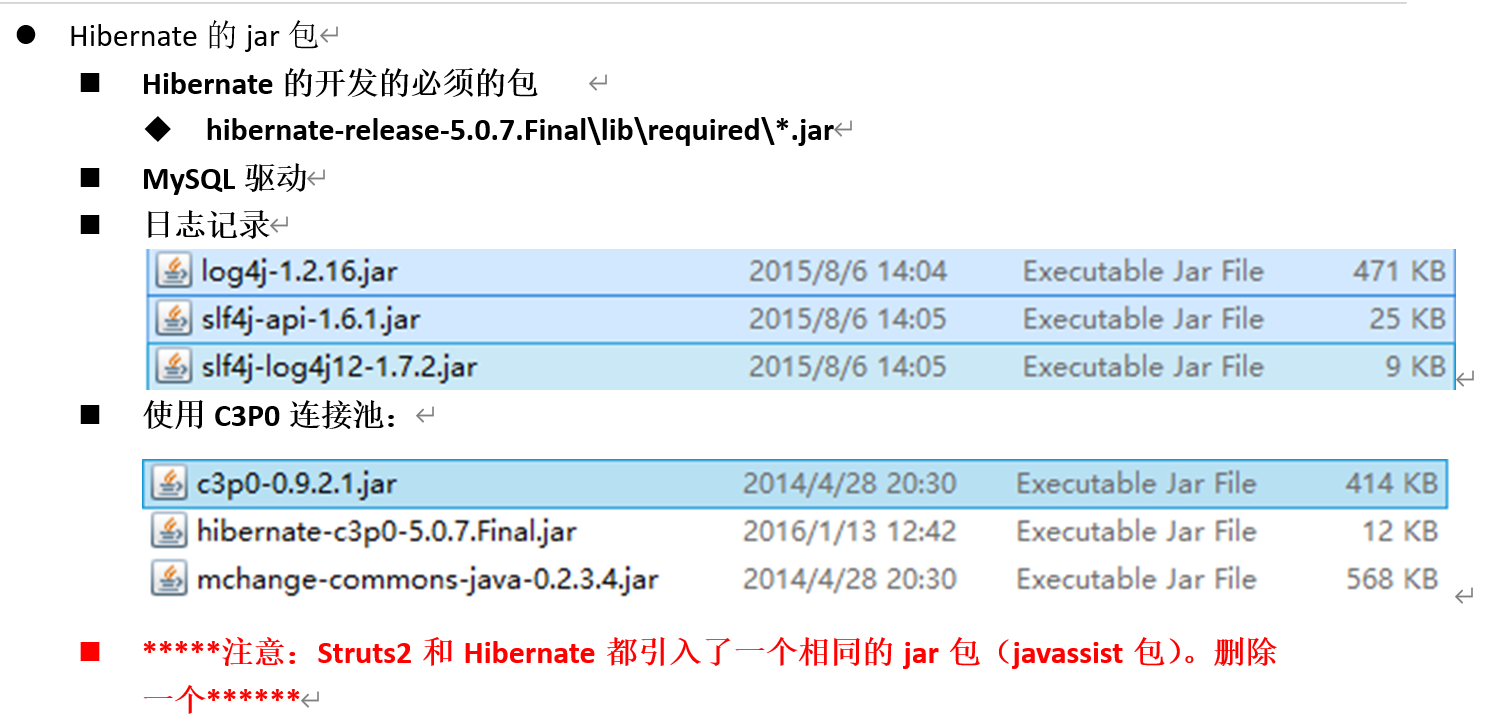 ● Hibernate 的 jar 包↵
■ Hibernate 的开发的必须的包 ↵
◆ hibernate-release-5.0.7.Final\lib\required\*.jar↵
■ MySQL 驱动↵
■ 日志记录↵
log4j-1.2.16.jar 2015/8/6 14:04 Executable Jar File 471 KB
slf4j-api-1.6.1.jar 2015/8/6 14:05 Executable Jar File 25 KB
slf4j-log4j12-1.7.2.jar 2015/8/6 14:05 Executable Jar File 9 KB↵
■ 使用 C3P0 连接池：↵
c3p0-0.9.2.1.jar 2014/4/28 20:30 Executable Jar File 414 KB
hibernate-c3p0-5.0.7.Final.jar 2016/1/13 12:42 Executable Jar File 12 KB
mchange-commons-java-0.2.3.4.jar 2014/4/28 20:30 Executable Jar File 568 KB↵
■ *****注意：Struts2 和 Hibernate 都引入了一个相同的 jar 包（javassist 包）。删除
一个******↵